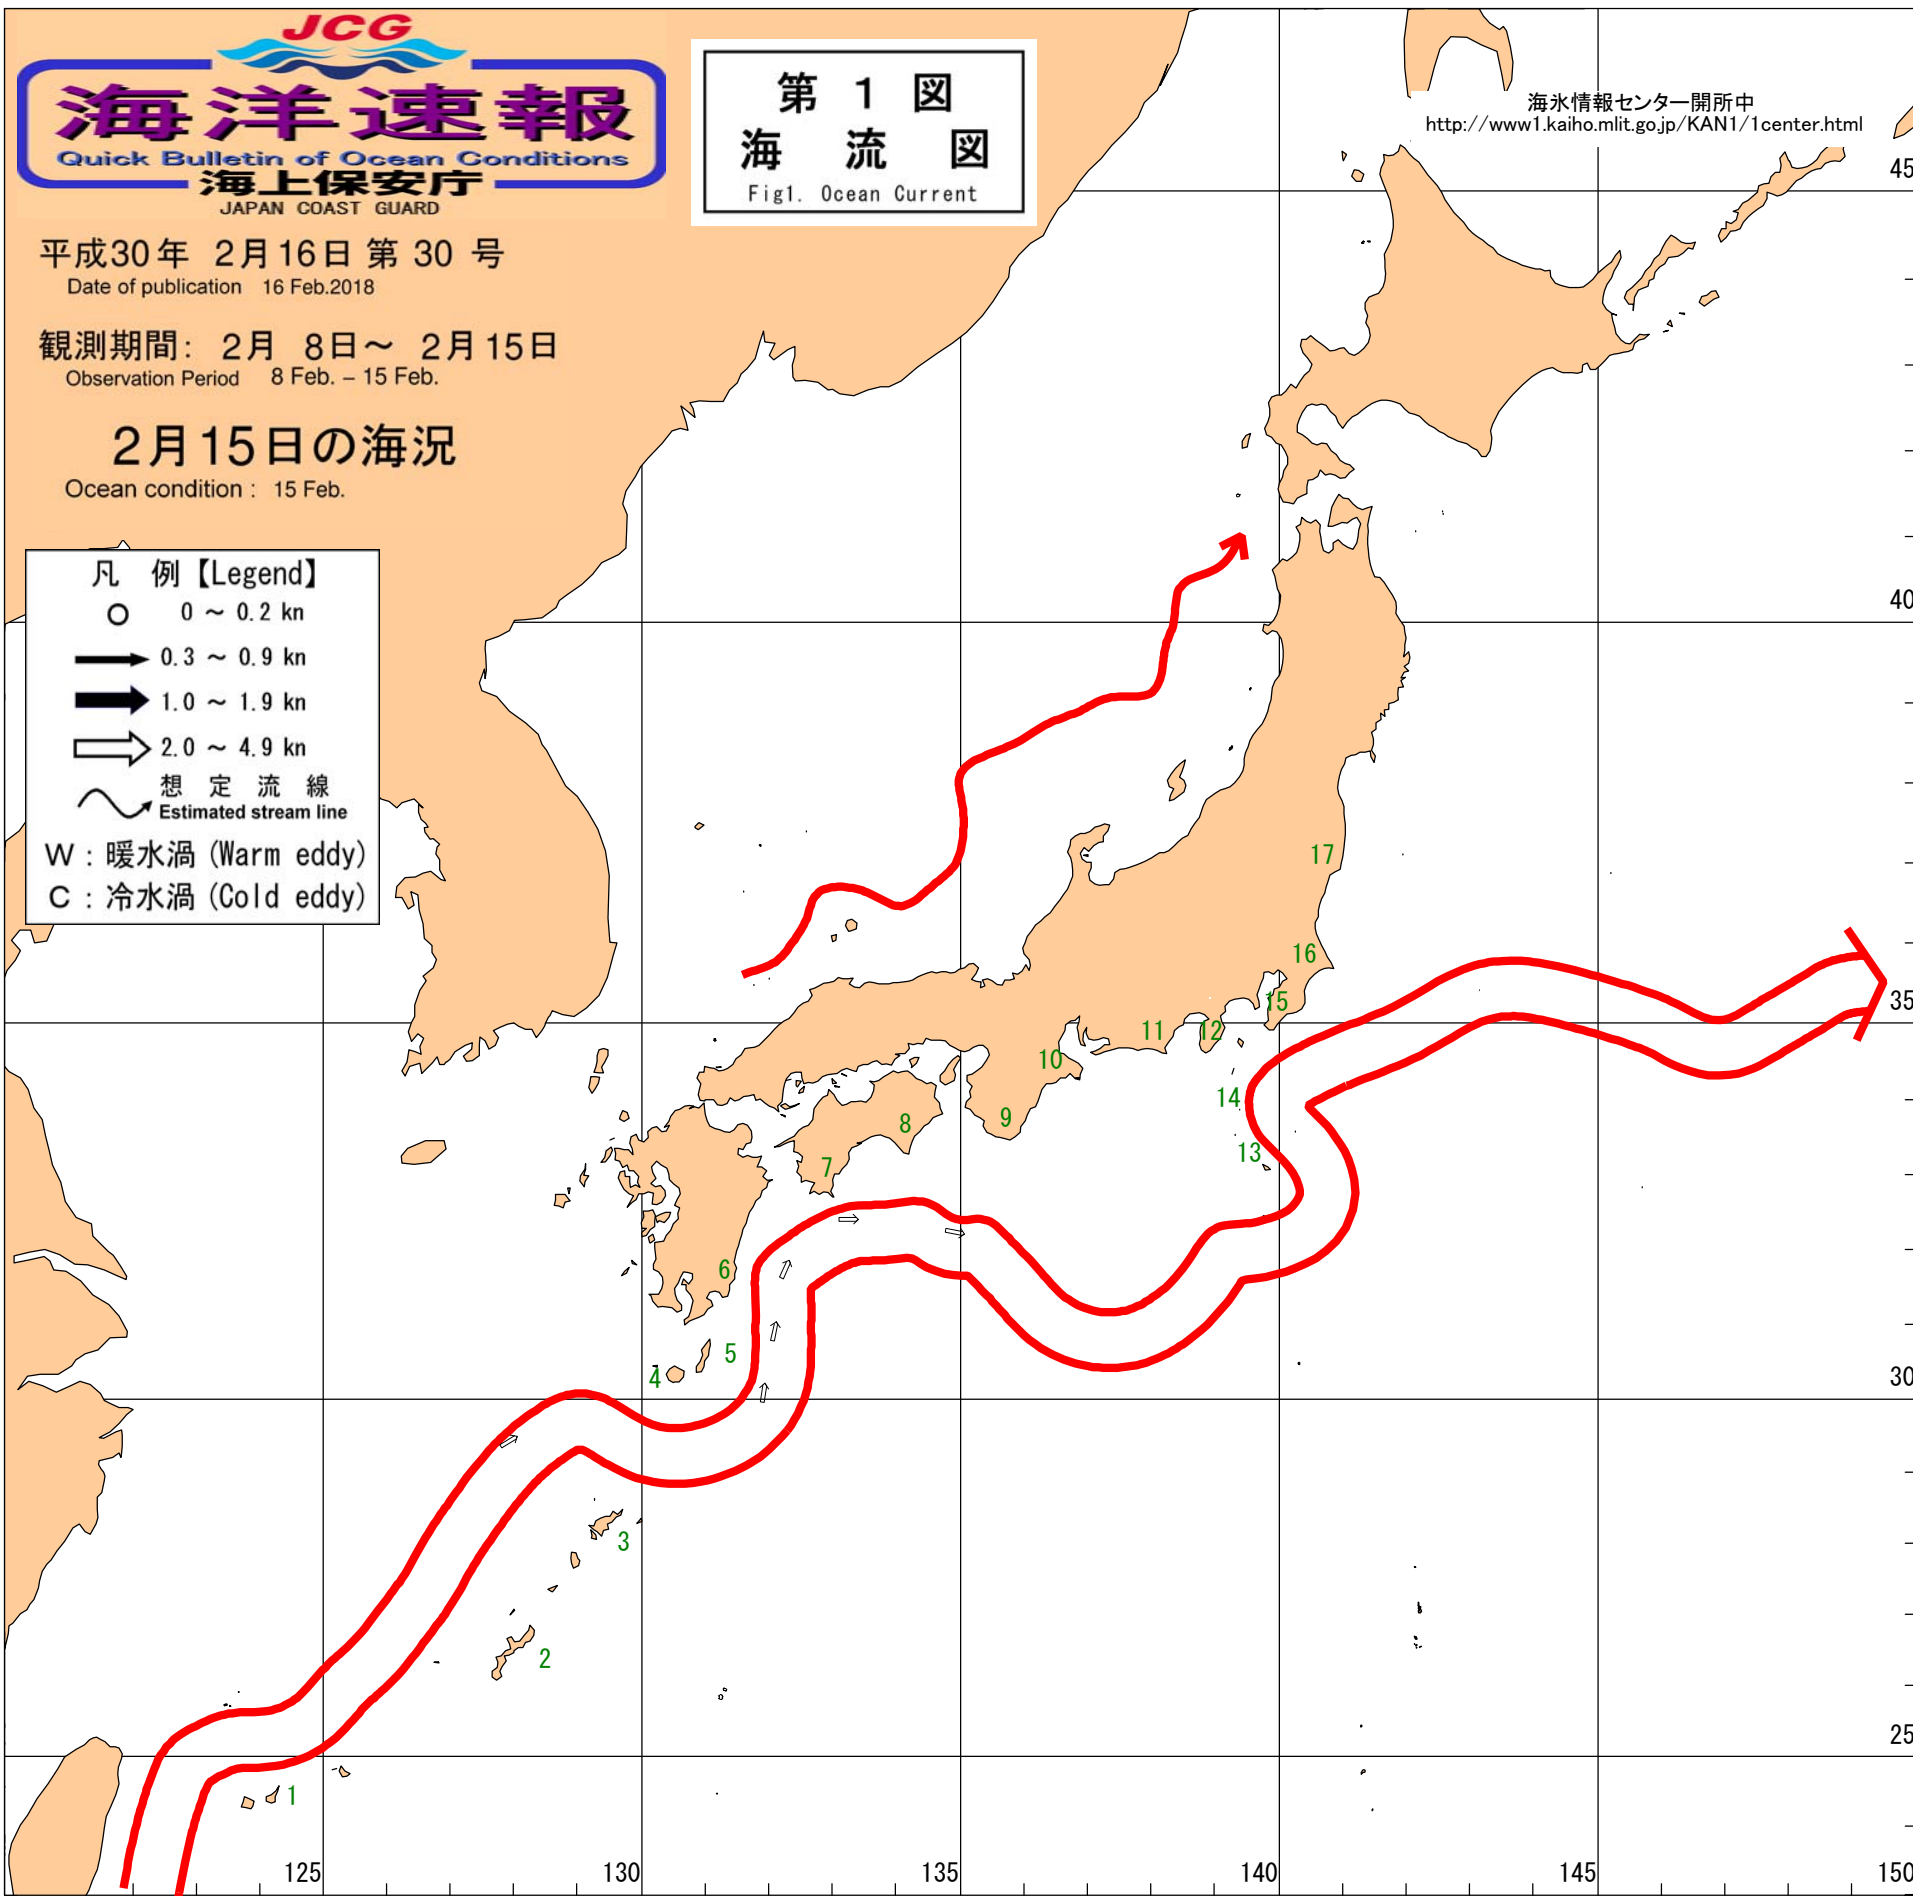 JCG
海洋速報
Quick Bulletin of Ocean Conditions
海上保安庁
JAPAN COAST GUARD
平成30年 2月16日 第 30 号
Date of publication 16 Feb.2018
観測期間: 2月 8日～ 2月15日
Observation Period 8 Feb. – 15 Feb.
2月15日の海況
Ocean condition : 15 Feb.
第 1 図
海 流 図
Fig1. Ocean Current
海氷情報センター開所中
http://www1.kaiho.mlit.go.jp/KAN1/1center.html
凡 例【Legend】
0 ～ 0.2 kn
0.3 ～ 0.9 kn
1.0 ～ 1.9 kn
2.0 ～ 4.9 kn
想 定 流 線
Estimated stream line
W : 暖水渦 (Warm eddy)
C : 冷水渦 (Cold eddy)
45
40
17
16
15
35
11
12
10
14
9
8
13
7
6
5
4
30
3
2
25
1
125
130
135
140
145
150